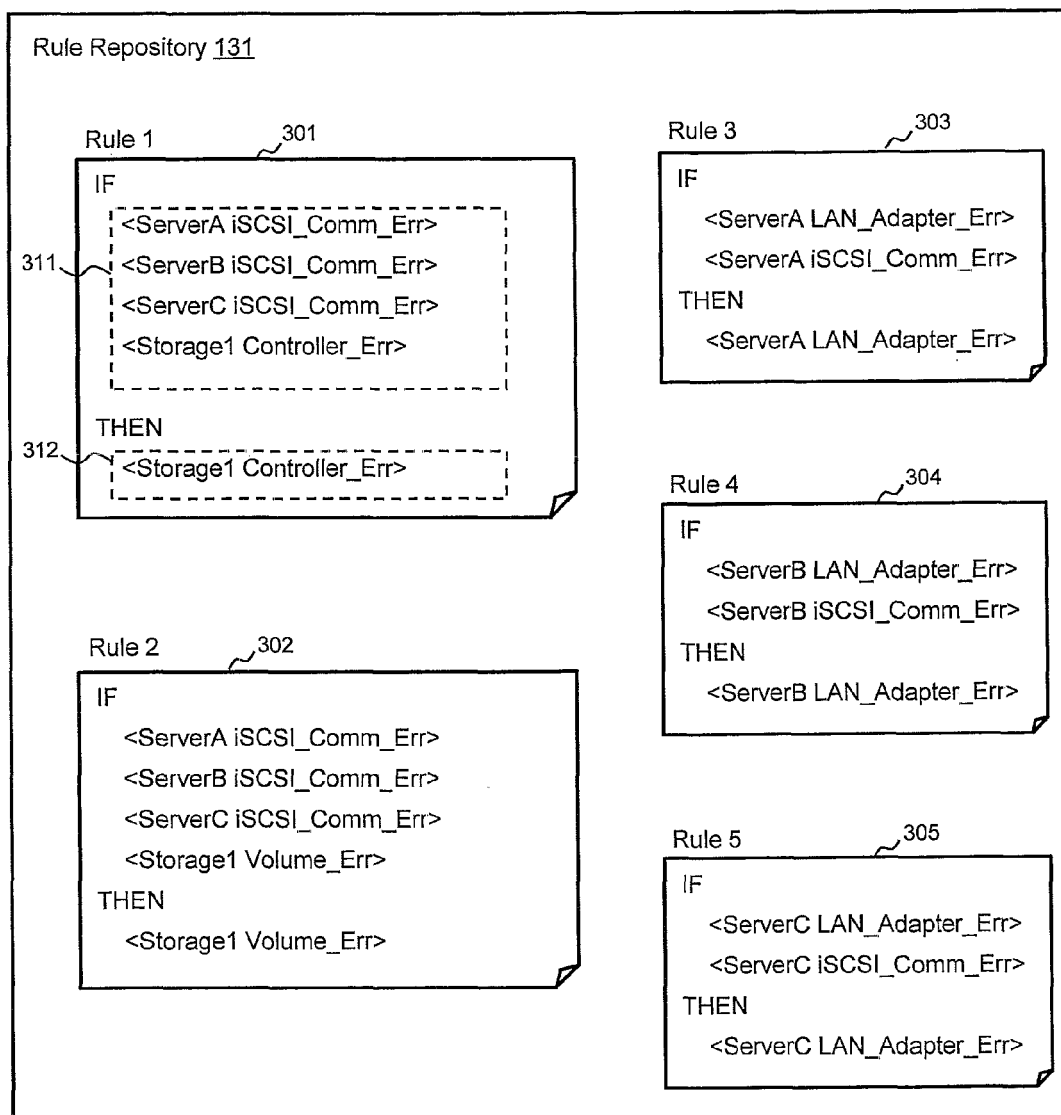 Rule Repository 131
Rule 1
301
IF
311
<ServerA iSCSI_Comm_Err>
<ServerB iSCSI_Comm_Err>
<ServerC iSCSI_Comm_Err>
<Storage1 Controller_Err>
THEN
312
<Storage1 Controller_Err>
Rule 2
302
IF
<ServerA iSCSI_Comm_Err>
<ServerB iSCSI_Comm_Err>
<ServerC iSCSI_Comm_Err>
<Storage1 Volume_Err>
THEN
<Storage1 Volume_Err>
Rule 3
303
IF
<ServerA LAN_Adapter_Err>
<ServerA iSCSI_Comm_Err>
THEN
<ServerA LAN_Adapter_Err>
Rule 4
304
IF
<ServerB LAN_Adapter_Err>
<ServerB iSCSI_Comm_Err>
THEN
<ServerB LAN_Adapter_Err>
Rule 5
305
IF
<ServerC LAN_Adapter_Err>
<ServerC iSCSI_Comm_Err>
THEN
<ServerC LAN_Adapter_Err>